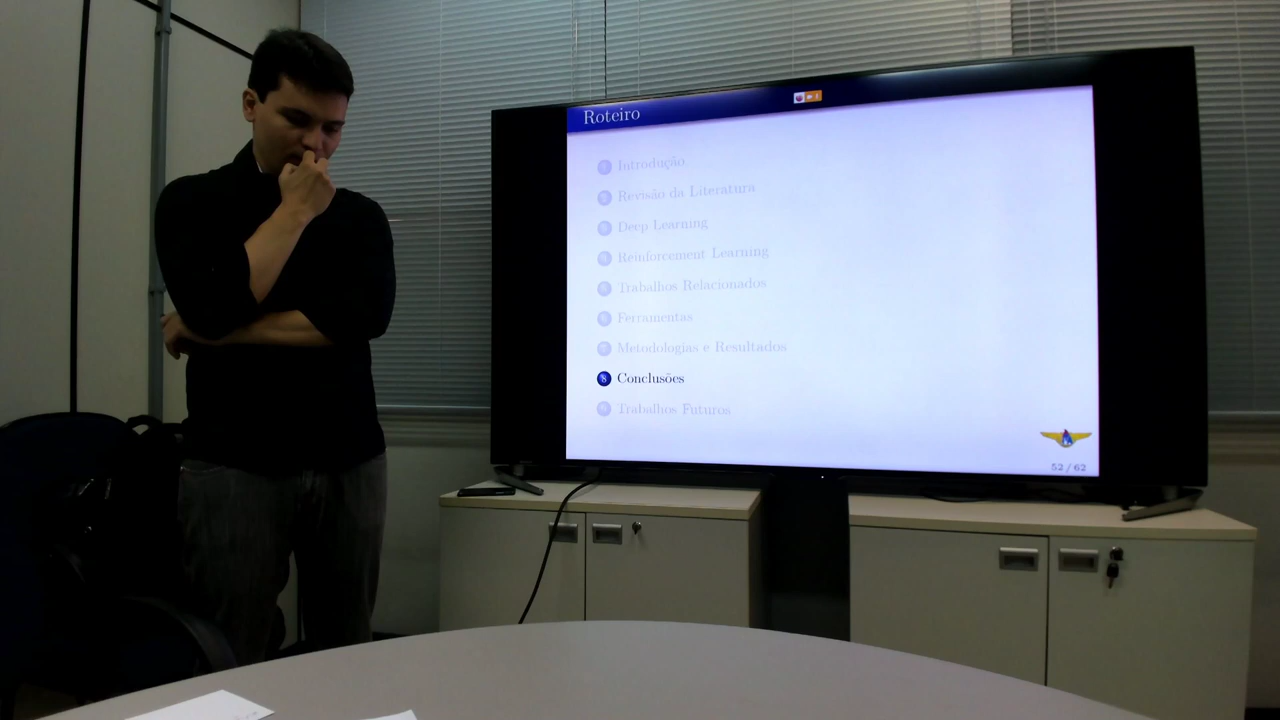 Roteiro
Introdução
Revisão da Literatura
Deep Learning
Reinforcement Learning
Trabalhos Relacionados
Ferramentas
Metodologias e Resultados
8 Conclusões
Trabalhos Futuros
52 / 62